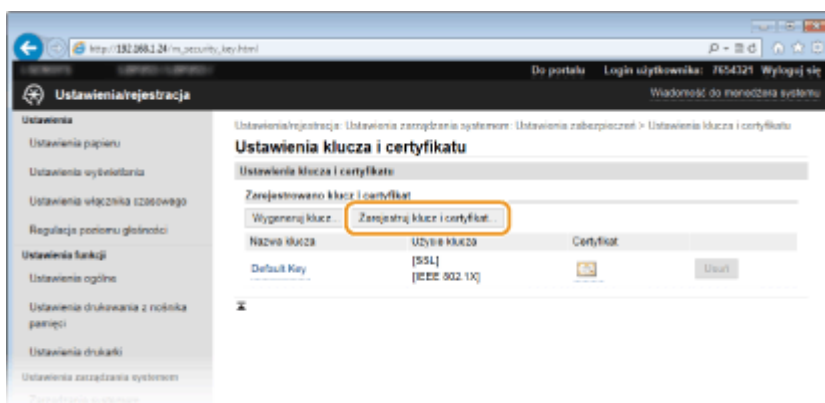 http://192.168.1.24/m_security_key.html
Do portalu Login użytkownika: 7654321 Wyloguj się
Ustawienia/rejestracja
Wiadomość do menedżera systemu
Ustawienia
Ustawienia papieru
Ustawienia wyświetlania
Ustawienia włącznika czasowego
Regulacja poziomu głośności
Ustawienia funkcji
Ustawienia ogólne
Ustawienia drukowania z nośnika
pamięci
Ustawienia drukarki
Ustawienia zarządzania systemem
Ustawienia/rejestracja: Ustawienia zarządzania systemem: Ustawienia zabezpieczeń > Ustawienia klucza i certyfikatu
Ustawienia klucza i certyfikatu
Ustawienia klucza i certyfikatu
Zarejestrowano klucz i certyfikat
Wygeneruj klucz... Zarejestruj klucz i certyfikat...
Nazwa klucza Użycie klucza Certyfikat
Default Key [SSL]
[IEEE 802.1X] Usuń